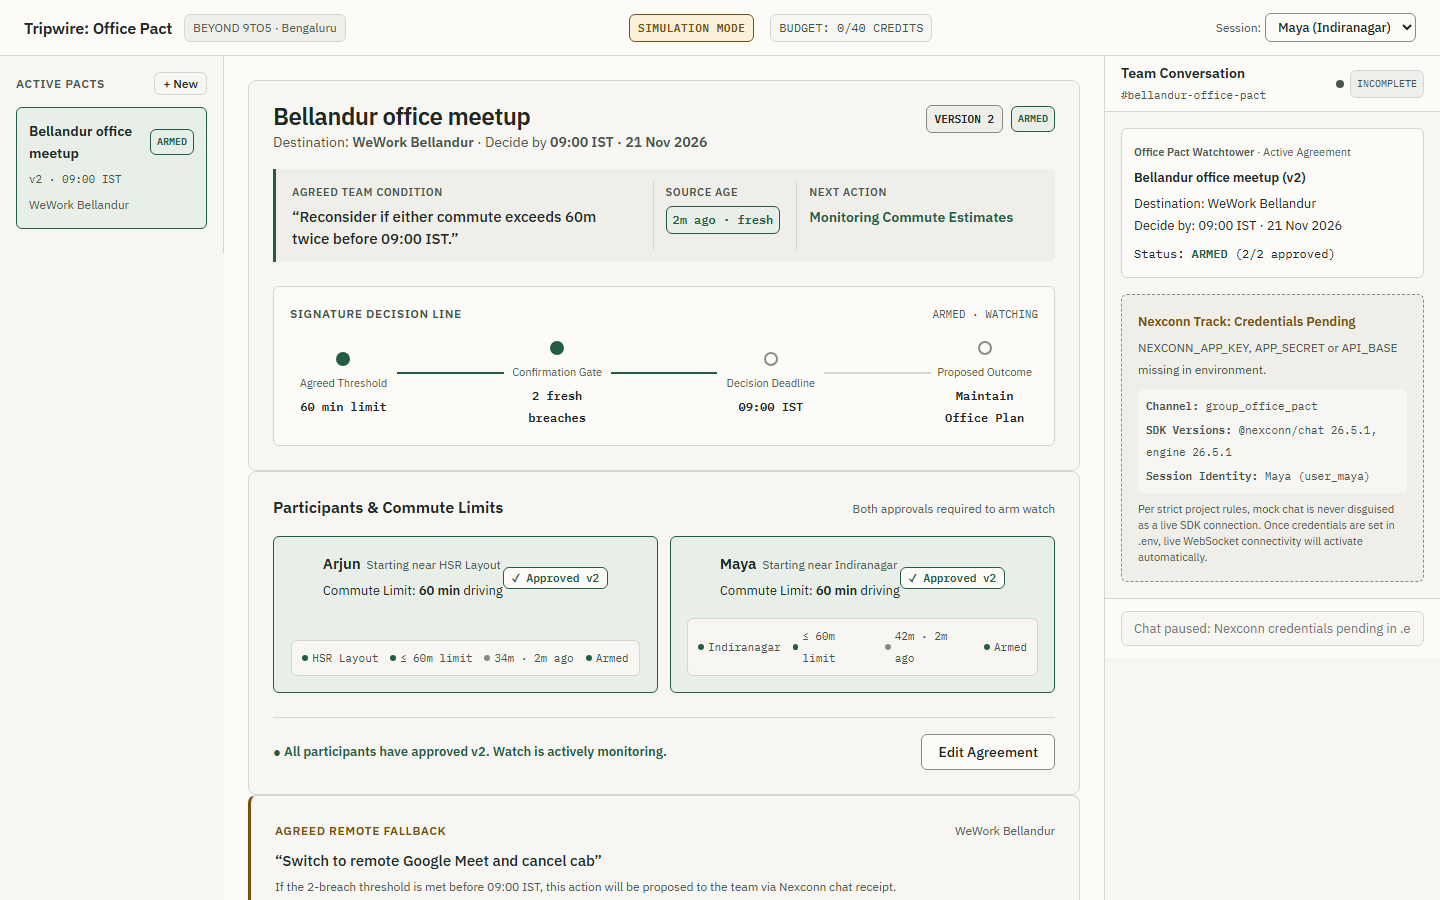 Tripwire: Office Pact
BEYOND 9TO5 · Bengaluru
SIMULATION MODE
BUDGET: 0/40 CREDITS
Session: Maya (Indiranagar)
ACTIVE PACTS
+ New
Bellandur office
meetup
ARMED
v2 · 09:00 IST
WeWork Bellandur
Bellandur office meetup
VERSION 2
ARMED
Destination: WeWork Bellandur · Decide by 09:00 IST · 21 Nov 2026
AGREED TEAM CONDITION
“Reconsider if either commute exceeds 60m
twice before 09:00 IST.”
SOURCE AGE
2m ago · fresh
NEXT ACTION
Monitoring Commute Estimates
SIGNATURE DECISION LINE
ARMED · WATCHING
Agreed Threshold
60 min limit
Confirmation Gate
2 fresh
breaches
Decision Deadline
09:00 IST
Proposed Outcome
Maintain
Office Plan
Participants & Commute Limits
Both approvals required to arm watch
Arjun Starting near HSR Layout
Commute Limit: 60 min driving
✓ Approved v2
HSR Layout
≤ 60m limit
34m · 2m ago
Armed
Maya Starting near Indiranagar
Commute Limit: 60 min driving
✓ Approved v2
Indiranagar
≤ 60m
limit
42m · 2m
ago
Armed
● All participants have approved v2. Watch is actively monitoring.
Edit Agreement
AGREED REMOTE FALLBACK
WeWork Bellandur
“Switch to remote Google Meet and cancel cab”
If the 2-breach threshold is met before 09:00 IST, this action will be proposed to the team via Nexconn chat receipt.
Team Conversation
#bellandur-office-pact
INCOMPLETE
Office Pact Watchtower · Active Agreement
Bellandur office meetup (v2)
Destination: WeWork Bellandur
Decide by: 09:00 IST · 21 Nov 2026
Status: ARMED (2/2 approved)
Nexconn Track: Credentials Pending
NEXCONN_APP_KEY, APP_SECRET or API_BASE
missing in environment.
Channel: group_office_pact
SDK Versions: @nexconn/chat 26.5.1,
engine 26.5.1
Session Identity: Maya (user_maya)
Per strict project rules, mock chat is never disguised
as a live SDK connection. Once credentials are set in
.env, live WebSocket connectivity will activate
automatically.
Chat paused: Nexconn credentials pending in .e